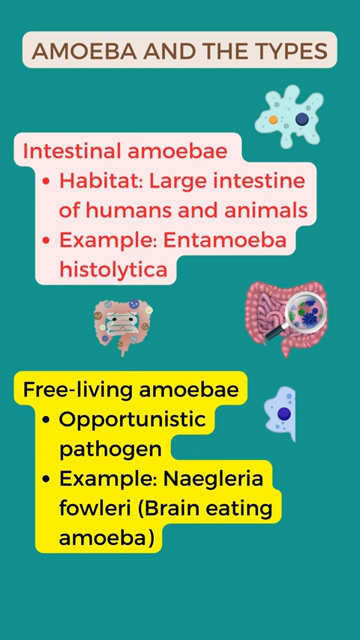 AMOEBA AND THE TYPES
Intestinal amoebae
• Habitat: Large intestine
of humans and animals
• Example: Entamoeba
histolytica
Free-living amoebae
• Opportunistic
pathogen
• Example: Naegleria
fowleri (Brain eating
amoeba)